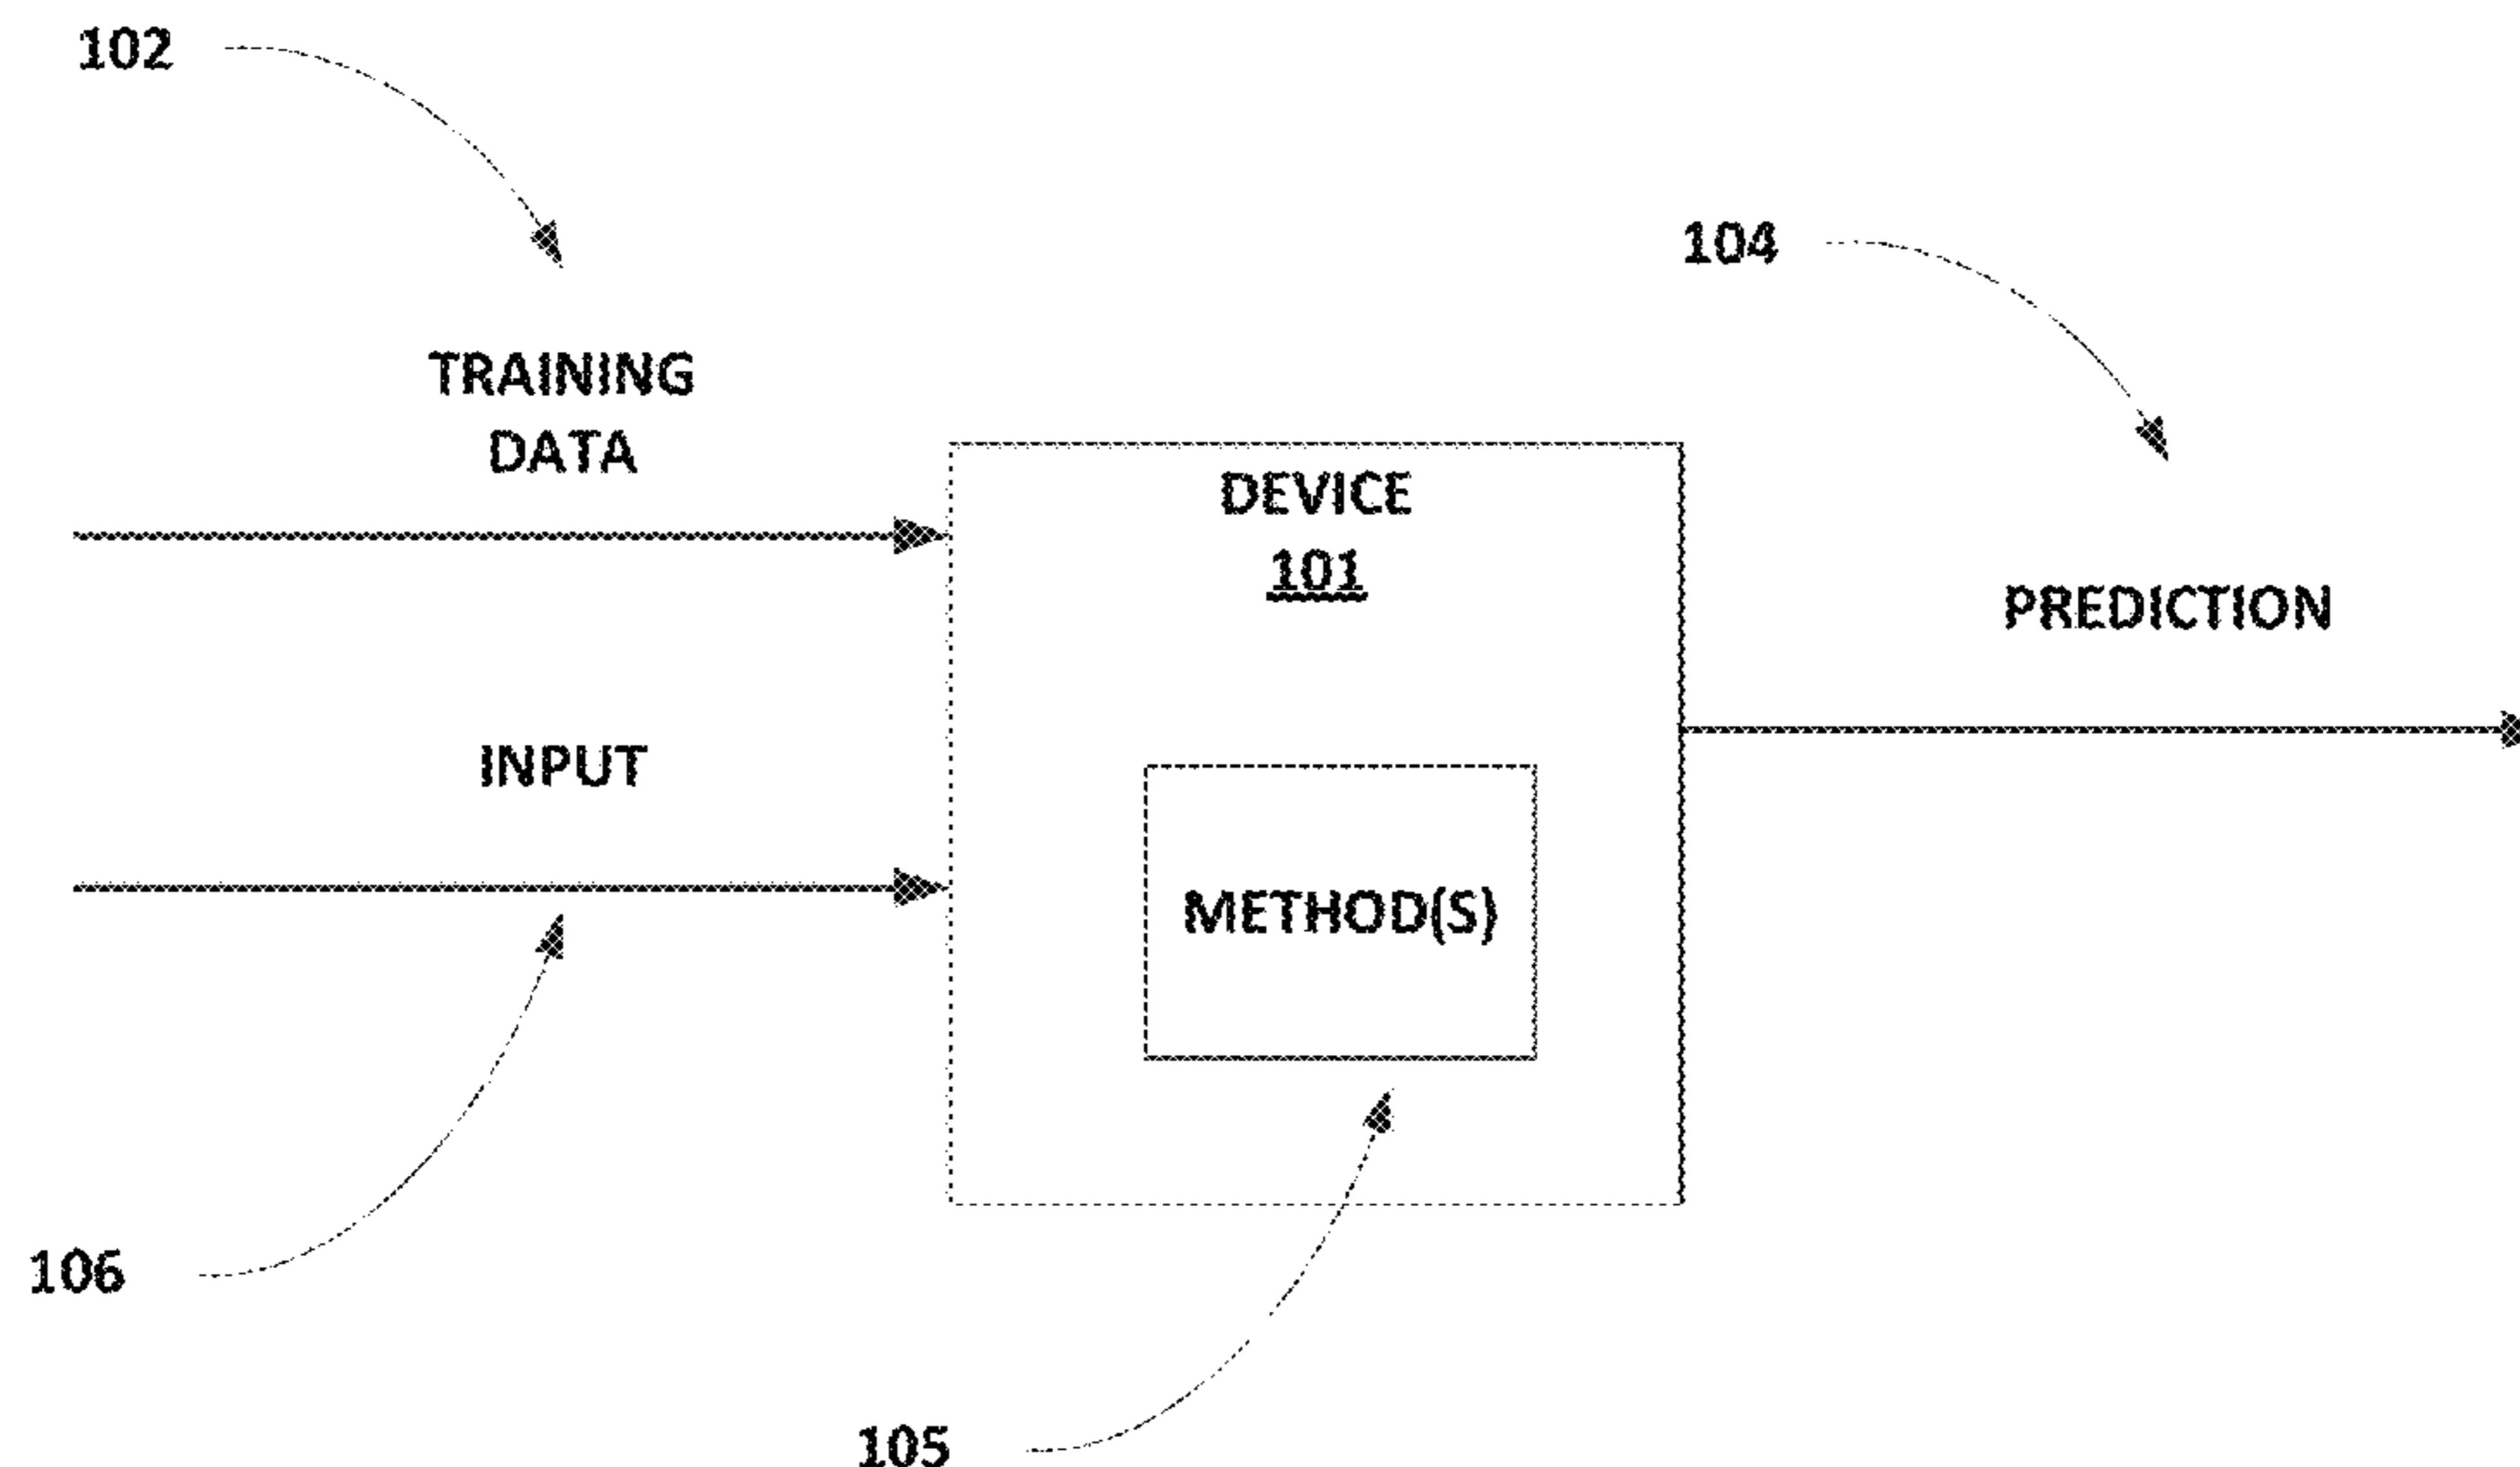 102
104
TRAINING
DATA
DEVICE
101
PREDICTION
INPUT
METHOD(S)
106
105